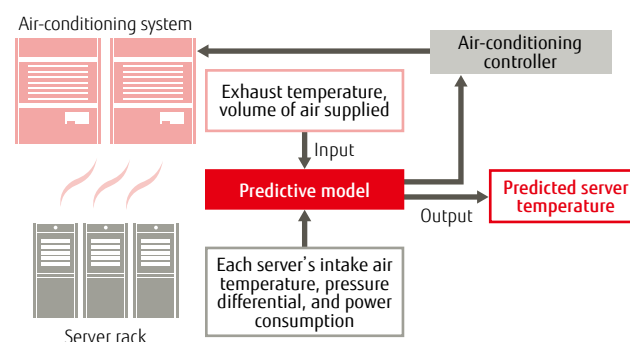 Air-conditioning system
Air-conditioning
controller
Exhaust temperature,
volume of air supplied
Input
Predictive model
Predicted server
temperature
Output
Each server's intake air
temperature, pressure
differential, and power
consumption
Server rack